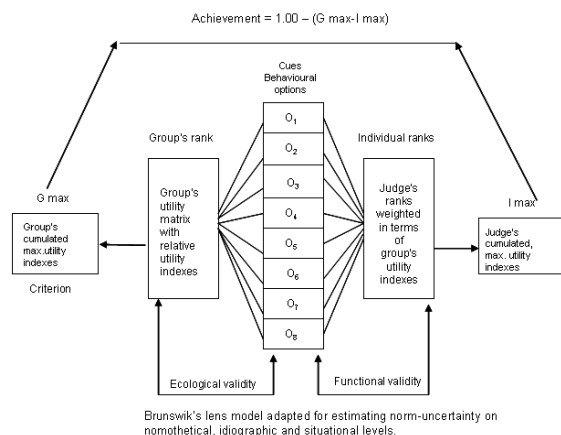 Achievement = 1.00 – (G max-I max)
Cues
Behavioural
options
Group's rank
Individual ranks
O1
O2
O3
O4
O5
O6
O7
O8
G max
Group's
cumulated
max.utility
indexes
Criterion
Group's
utility
matrix
with
relative
utility
indexes
Judge's
ranks
weighted
in terms
of
group's
utility
indexes
I max
Judge's
cumulated,
max. utility
indexes
Ecological validity
Functional validity
Brunswik's lens model adapted for estimating norm-uncertainty on
nomothetical, idiographic and situational levels.